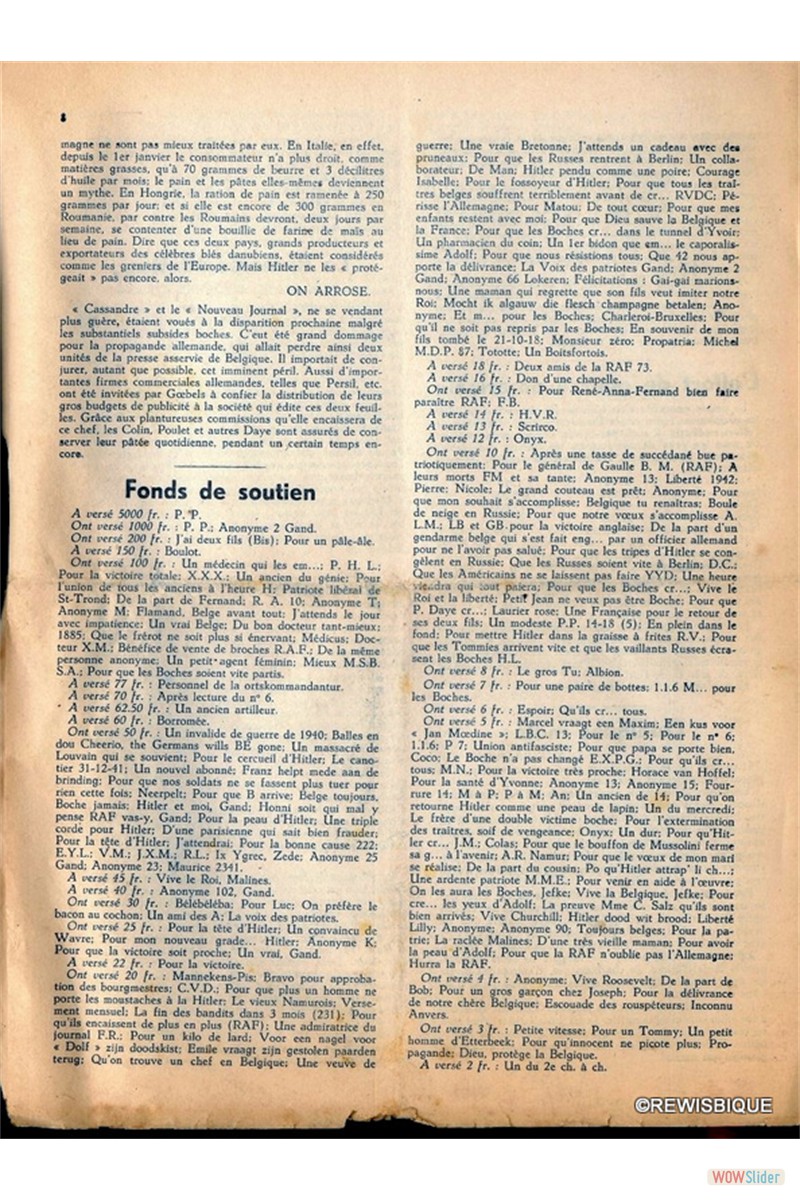 8
magne ne sont pas mieux traitées par eux. En Italie, en effet,
depuis le 1er janvier le consommateur n'a plus droit, comme
matières grasses, qu'à 70 grammes de beurre et 3 décilitres
d'huile par mois; le pain et les pâtes elles-mêmes deviennent
un mythe. En Hongrie, la ration de pain est ramenée à 250
grammes par jour; et si elle est encore de 300 grammes en
Roumanie, par contre les Roumains devront, deux jours par
semaine, se contenter d'une bouillie de farine de maïs au
lieu de pain. Dire que ces deux pays, grands producteurs et
exportateurs des célèbres blés danubiens, étaient considérés
comme les greniers de l'Europe. Mais Hitler ne les « proté-
geait » pas encore, alors.
ON ARROSE.
« Cassandre » et le « Nouveau Journal », ne se vendant
plus guère, étaient voués à la disparition prochaine malgré
les substantiels subsides boches. C'eut été grand dommage
pour la propagande allemande, qui allait perdre ainsi deux
unités de la presse asservie de Belgique. Il importait de con-
jurer, autant que possible, cet imminent péril. Aussi d'impor-
tantes firmes commerciales allemandes, telles que Persil, etc.
ont été invitées par Gœbels à confier la distribution de leurs
gros budgets de publicité à la société qui édite ces deux feuil-
les. Grâce aux plantureuses commissions qu'elle encaissera de
ce chef, les Colin, Poulet et autres Daye sont assurés de con-
server leur pâtée quotidienne, pendant un certain temps en-
core.
Fonds de soutien
A versé 5000 fr. : P. P.
Ont versé 1000 fr. : P. P.; Anonyme 2 Gand.
Ont versé 200 fr. : J'ai deux fils (Bis); Pour un pâle-âle.
A versé 150 fr. : Boulot.
Ont versé 100 fr. : Un médecin qui les em...; P. H. L.;
Pour la victoire totale; X.X.X.; Un ancien du génie; Pour
l'union de tous les anciens à l'heure H; Patriote libéral de
St-Trond; De la part de Fernand; R. A. 10; Anonyme T;
Anonyme M; Flamand, Belge avant tout; J'attends le jour
avec impatience; Un vrai Belge; Du bon docteur tant-mieux;
1885; Que le frérot ne soit plus si énervant; Médicus; Doc-
teur X.M.; Bénéfice de vente de broches R.A.F.; De la même
personne anonyme; Un petit agent féminin; Mieux M.S.B.
S.A.; Pour que les Boches soient vite partis.
A versé 77 fr. : Personnel de la ortskommandantur.
A versé 70 fr. : Après lecture du n° 6.
A versé 62.50 fr. : Un ancien artilleur.
A versé 60 fr. : Borromée.
Ont versé 50 fr. : Un invalide de guerre de 1940; Balles en
dou Cheerio, the Germans wills BE gone; Un massacré de
Louvain qui se souvient; Pour le cercueil d'Hitler; Le cano-
tier 31-12-41; Un nouvel abonné; Franz helpt mede aan de
brinding; Pour que nos soldats ne se fassent plus tuer pour
rien cette fois; Neerpelt; Pour que B arrive; Belge toujours,
Boche jamais; Hitler et moi, Gand; Honni soit qui mal y
pense RAF vas-y, Gand; Pour la peau d'Hitler; Une triple
corde pour Hitler; D'une parisienne qui sait bien frauder;
Pour la tête d'Hitler; J'attendrai; Pour la bonne cause 222;
E.Y.L.; V.M.; J.X.M.; R.L.; Ix Ygrec, Zede; Anonyme 25
Gand; Anonyme 23; Maurice 2341.
A versé 45 fr. : Vive le Roi, Malines.
A versé 40 fr. : Anonyme 102, Gand.
Ont versé 30 fr. : Bélébéléba; Pour Luc; On préfère le
bacon au cochon; Un ami des A; La voix des patriotes.
Ont versé 25 fr. : Pour la tête d'Hitler; Un convaincu de
Wavre; Pour mon nouveau grade... Hitler; Anonyme K;
Pour que la victoire soit proche; Un vrai, Gand.
A versé 22 fr. : Pour la victoire.
Ont versé 20 fr. : Mannekens-Pis; Bravo pour approba-
tion des bourgmestres; C.V.D.; Pour que plus un homme ne
porte les moustaches à la Hitler; Le vieux Namurois; Verse-
ment mensuel; La fin des bandits dans 3 mois (231); Pour
qu'ils encaissent de plus en plus (RAF); Une admiratrice du
journal F.R.; Pour un kilo de lard; Voor een nagel voor
« Dolf » zijn doodskist; Emile vraagt zijn gestolen paarden
terug; Qu'on trouve un chef en Belgique; Une veuve de
guerre; Une vraie Bretonne; J'attends un cadeau avec des
pruneaux; Pour que les Russes rentrent à Berlin; Un colla-
borateur; De Man; Hitler pendu comme une poire; Courage
Isabelle; Pour le fossoyeur d'Hitler; Pour que tous les traî-
tres belges souffrent terriblement avant de cr... RVDC; Pé-
risse l'Allemagne; Pour Matou; De tout cœur; Pour que mes
enfants restent avec moi; Pour que Dieu sauve la Belgique et
la France; Pour que les Boches cr... dans le tunnel d'Yvoir;
Un pharmacien du coin; Un 1er bidon que em... le caporalis-
sime Adolf; Pour que nous résistions tous; Que 42 nous ap-
porte la délivrance; La Voix des patriotes Gand; Anonyme 2
Gand; Anonyme 66 Lokeren; Félicitations : Gai-gai marions-
nous; Une maman qui regrette que son fils veut imiter notre
Roi; Mocht ik algauw die flesch champagne betalen; Ano-
nyme; Et m... pour les Boches; Charleroi-Bruxelles; Pour
qu'il ne soit pas repris par les Boches; En souvenir de mon
fils tombé le 21-10-18; Monsieur zéro; Propatria; Michel
M.D.P. 87; Tototte; Un Boitsfortois.
A versé 18 fr. : Deux amis de la RAF 73.
A versé 16 fr. : Don d'une chapelle.
Ont versé 15 fr. : Pour René-Anna-Fernand bien faire
paraître RAF; F.B.
A versé 14 fr. : H.V.R.
A versé 13 fr. : Scrirco.
A versé 12 fr. : Onyx.
Ont versé 10 fr. : Après une tasse de succédané bue pa-
triotiquement; Pour le général de Gaulle B. M. (RAF); A
leurs morts FM et sa tante; Anonyme 13; Liberté 1942;
Pierre; Nicole; Le grand couteau est prêt; Anonyme; Pour
que mon souhait s'accomplisse; Belgique tu renaîtras; Boule
de neige en Russie; Pour que notre vœux s'accomplisse A.
L.M.; LB et GB pour la victoire anglaise; De la part d'un
gendarme belge qui s'est fait eng... par un officier allemand
pour ne l'avoir pas salué; Pour que les tripes d'Hitler se con-
gèlent en Russie; Que les Russes soient vite à Berlin; D.C.;
Que les Américains ne se laissent pas faire YYD; Une heure
viendra qui tout paiera; Pour que les Boches cr...; Vive le
Roi et la liberté; Petit Jean ne veux pas être Boche; Pour que
P. Daye cr...; Laurier rose; Une Française pour le retour de
ses deux fils; Un modeste P.P. 14-18 (5); En plein dans le
fond; Pour mettre Hitler dans la graisse à frites R.V.; Pour
que les Tommies arrivent vite et que les vaillants Russes écra-
sent les Boches H.L.
Ont versé 8 fr. : Le gros Tu; Albion.
Ont versé 7 fr. : Pour une paire de bottes; 1.1.6 M... pour
les Boches.
Ont versé 6 fr. : Espoir; Qu'ils cr... tous.
Ont versé 5 fr. : Marcel vraagt een Maxim; Een kus voor
« Jan Mœdine »; L.B.C. 13; Pour le n° 5; Pour le n° 6;
1.1.6; P 7; Union antifasciste; Pour que papa se porte bien,
Coco; Le Boche n'a pas changé E.X.P.G.; Pour qu'ils cr...
tous; M.N.; Pour la victoire très proche; Horace van Hoffel;
Pour la santé d'Yvonne; Anonyme 13; Anonyme 15; Four-
rure 14; M à P; P à M; An; Un ancien de 14; Pour qu'on
retourne Hitler comme une peau de lapin; Un du mercredi;
Le frère d'une double victime boche; Pour l'extermination
des traîtres, soif de vengeance; Onyx; Un dur; Pour qu'Hit-
ler cr... J.M.; Colas; Pour que le bouffon de Mussolini ferme
sa g... à l'avenir; A.R. Namur; Pour que le vœux de mon mari
se réalise; De la part du cousin; Po qu'Hitler attrap' li ch...;
Une ardente patriote M.M.E.; Pour venir en aide à l'œuvre;
On les aura les Boches, Jefke; Vive la Belgique, Jefke; Pour
cre... les yeux d'Adolf; La preuve Mme C. Salz qu'ils sont
bien arrivés; Vive Churchill; Hitler dood wit brood; Liberté
Lilly; Anonyme; Anonyme 90; Toujours belges; Pour la pa-
trie; La raclée Malines; D'une très vieille maman; Pour avoir
la peau d'Adolf; Pour que la RAF n'oublie pas l'Allemagne;
Hurra la RAF.
Ont versé 4 fr. : Anonyme; Vive Roosevelt; De la part de
Bob; Pour un gros garçon chez Joseph; Pour la délivrance
de notre chère Belgique; Escouade des rouspéteurs; Inconnu
Anvers.
Ont versé 3 fr. : Petite vitesse; Pour un Tommy; Un petit
homme d'Etterbeek; Pour qu'innocent ne picote plus; Pro-
pagande; Dieu, protège la Belgique.
A versé 2 fr. : Un du 2e ch. à ch.
©REWISBIQUE
WOWSlider